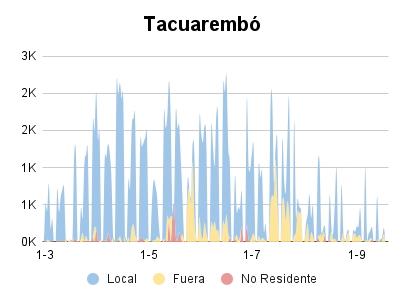 Tacuarembó
3K
2K
2K
1K
1K
0K
1-3
1-5
1-7
1-9
Local
Fuera
No Residente